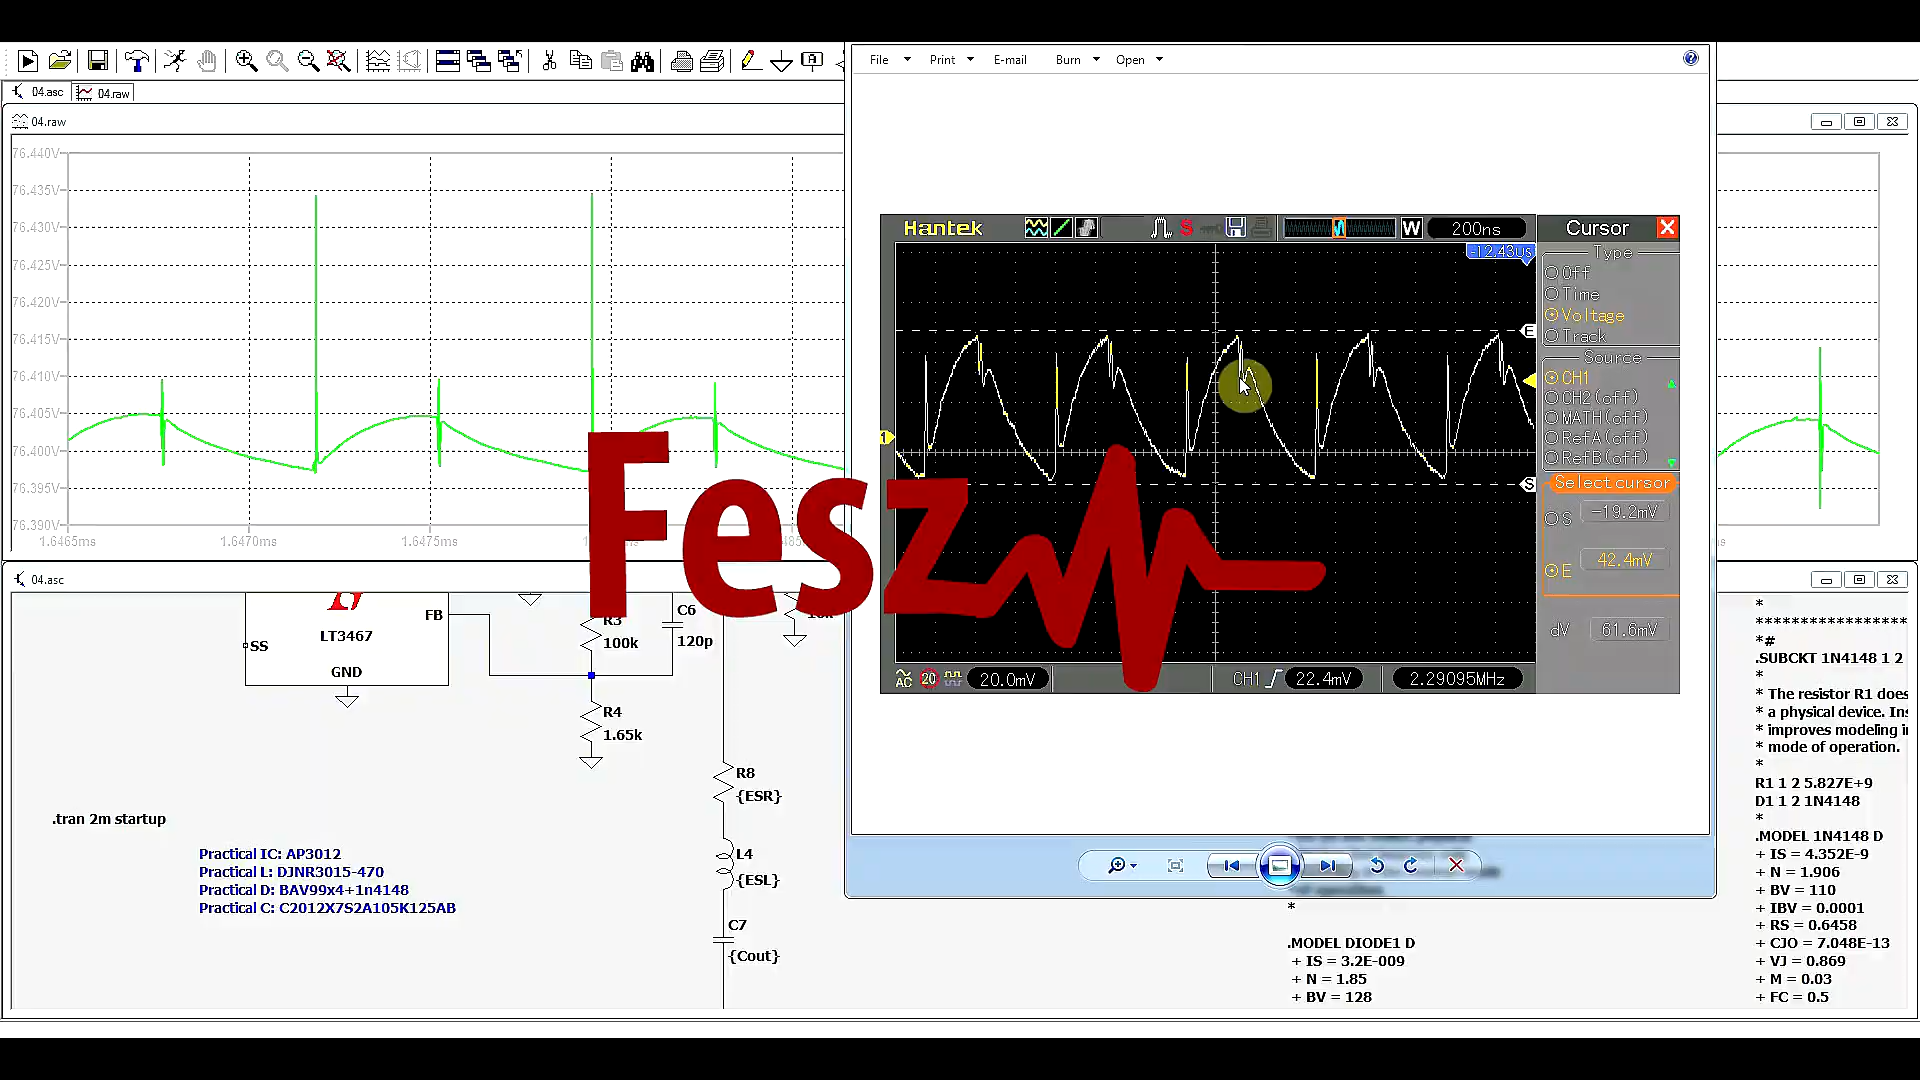 04.asc
04.raw
04.raw
76.440V
76.435V
76.430V
76.425V
76.420V
76.415V
76.410V
76.405V
76.400V
76.395V
76.390V
1.6465ms
1.6470ms
1.6475ms
File
Print
E-mail
Burn
Open
Hantek
S
W
200ns
-12.43us
Cursor
Type
Off
Time
Voltage
Track
Source
CH1
CH2(off)
MATH(off)
RefA(off)
RefB(off)
Select cursor
S
-19.2mV
E
42.4mV
dV
61.6mV
E
S
1
AC
20
20.0mV
CH1
22.4mV
2.29095MHz
Fesz
04.asc
LT3467
FB
SS
GND
R3
100k
C6
120p
R4
1.65k
R8
{ESR}
L4
{ESL}
C7
{Cout}
.tran 2m startup
Practical IC: AP3012
Practical L: DJNR3015-470
Practical D: BAV99x4+1n4148
Practical C: C2012X7S2A105K125AB
*
.MODEL DIODE1 D
+ IS = 3.2E-009
+ N = 1.85
+ BV = 128
*
*****************
*#
.SUBCKT 1N4148 1 2
*
* The resistor R1 does
* a physical device. Ins
* improves modeling i
* mode of operation.
*
R1 1 2 5.827E+9
D1 1 2 1N4148
*
.MODEL 1N4148 D
+ IS = 4.352E-9
+ N = 1.906
+ BV = 110
+ IBV = 0.0001
+ RS = 0.6458
+ CJO = 7.048E-13
+ VJ = 0.869
+ M = 0.03
+ FC = 0.5